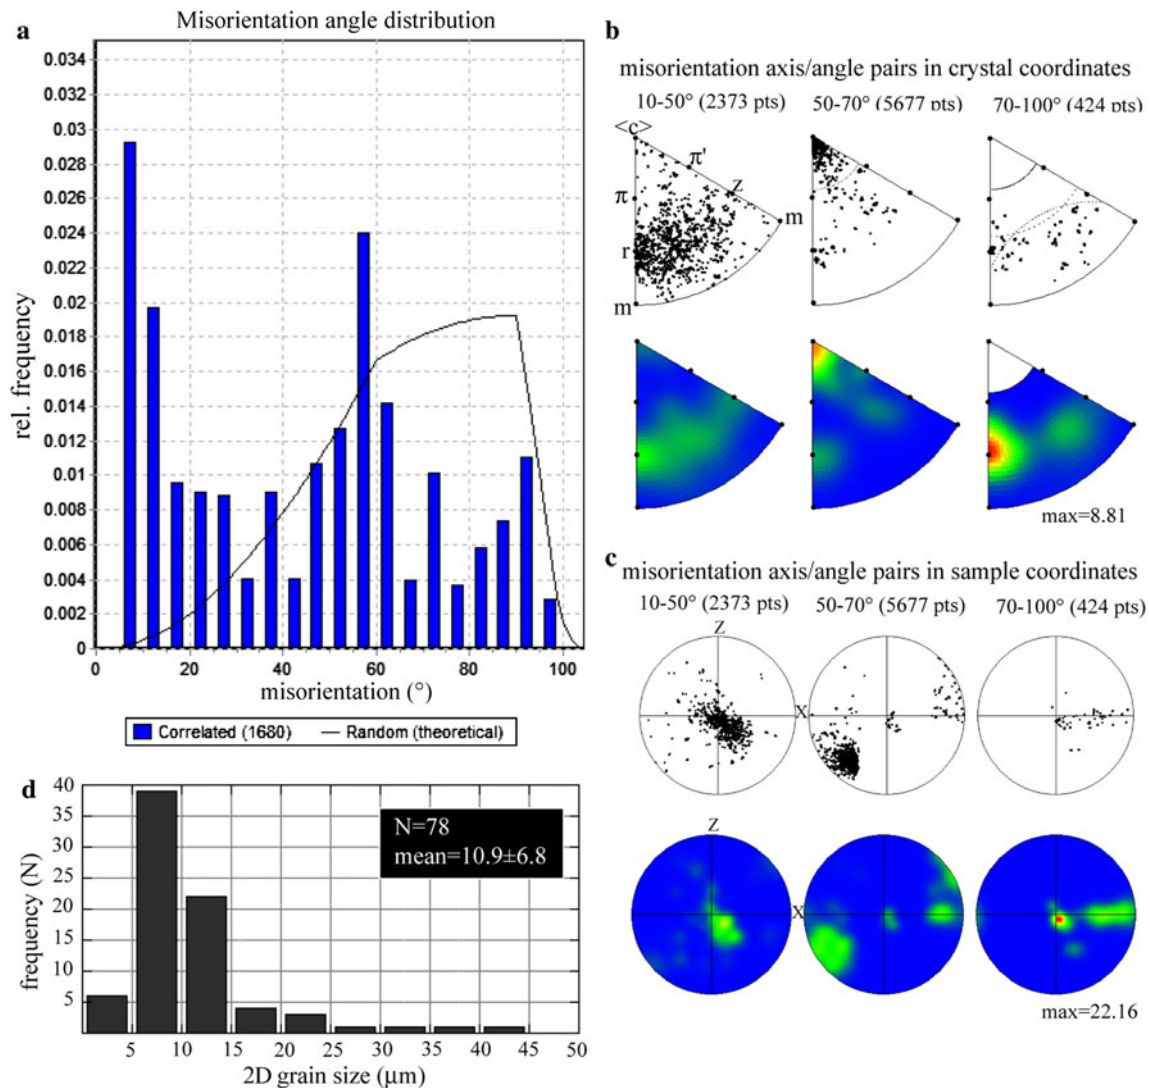 a
Misorientation angle distribution
0.034
0.032
0.03
0.028
0.026
0.024
0.022
0.02
0.018
0.016
0.014
0.012
0.01
0.008
0.006
0.004
0.002
0
rel. frequency
0 20 40 60 80 100
misorientation (°)
Correlated (1680) Random (theoretical)
b
misorientation axis/angle pairs in crystal coordinates
10-50° (2373 pts) 50-70° (5677 pts) 70-100° (424 pts)
<c>
π'
π z
m
r
m
max=8.81
c
misorientation axis/angle pairs in sample coordinates
10-50° (2373 pts) 50-70° (5677 pts) 70-100° (424 pts)
Z
X
Z
X
max=22.16
d
40
35
30
25
20
15
10
5
frequency (N)
N=78
mean=10.9±6.8
5 10 15 20 25 30 35 40 45 50
2D grain size (μm)